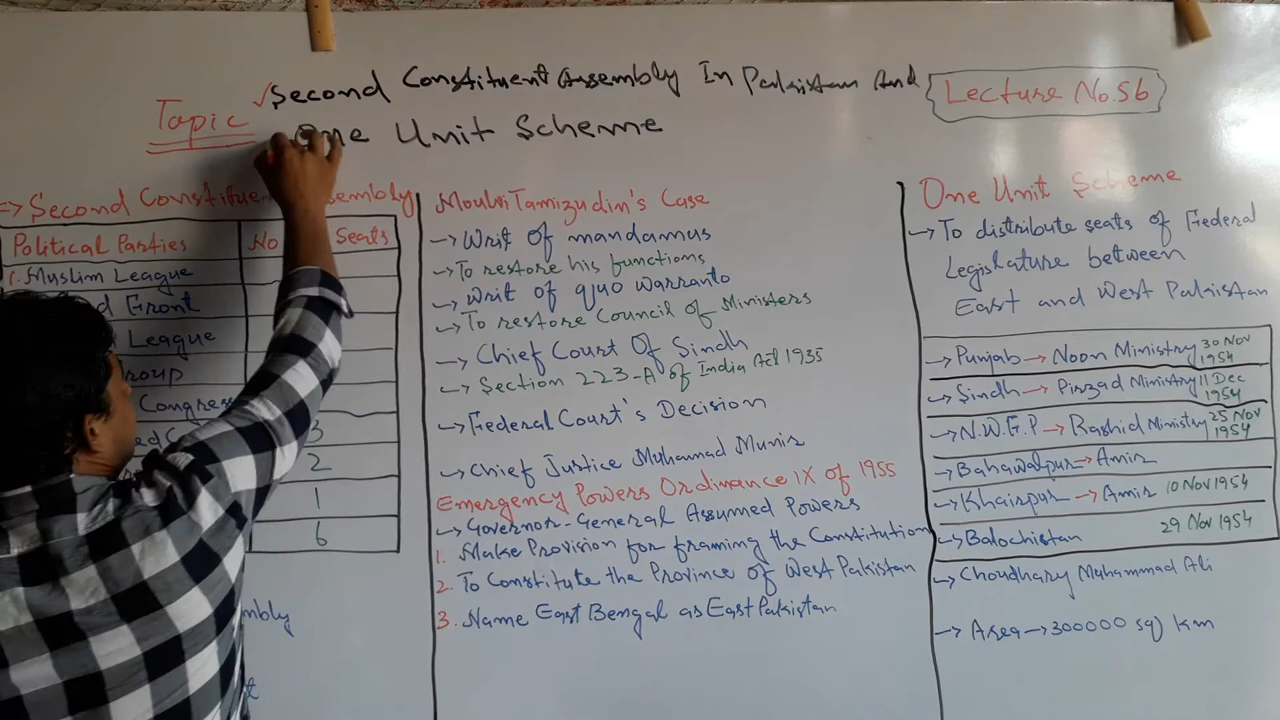 Topic
✓Second Constituent Assembly In Pakistan And
One Unit Scheme
Lecture No.56
=> Second Constituent Assembly
Political Parties No Seats
1. Muslim League
Front
League
Group
Congress
3
2
1
6
Moulvi Tamizudin's Case
→ Writ of mandamus
→ To restore his functions
→ Writ of quo warranto
→ To restore Council of Ministers
→ Chief Court Of Sindh
→ Section 223-A of India Act 1935
→ Federal Court's Decision
→ Chief Justice Muhammad Munir
Emergency Powers Ordinance IX of 1955
→ Governor-General Assumed Powers
1. Make Provision for framing the Constitution
2. To Constitute the Province of West Pakistan
3. Name East Bengal as East Pakistan
One Unit Scheme
→ To distribute seats of Federal
Legislature between
East and West Pakistan
→ Punjab → Noon Ministry 30 Nov 1954
→ Sindh → Pirzad Ministry 11 Dec 1954
→ N.W.F.P → Rashid Ministry 25 Nov 1954
→ Bahawalpur → Amir
→ Khairpur → Amir 10 Nov 1954
→ Balochistan 29 Nov 1954
→ Choudhary Muhammad Ali
→ Area → 300000 sq km